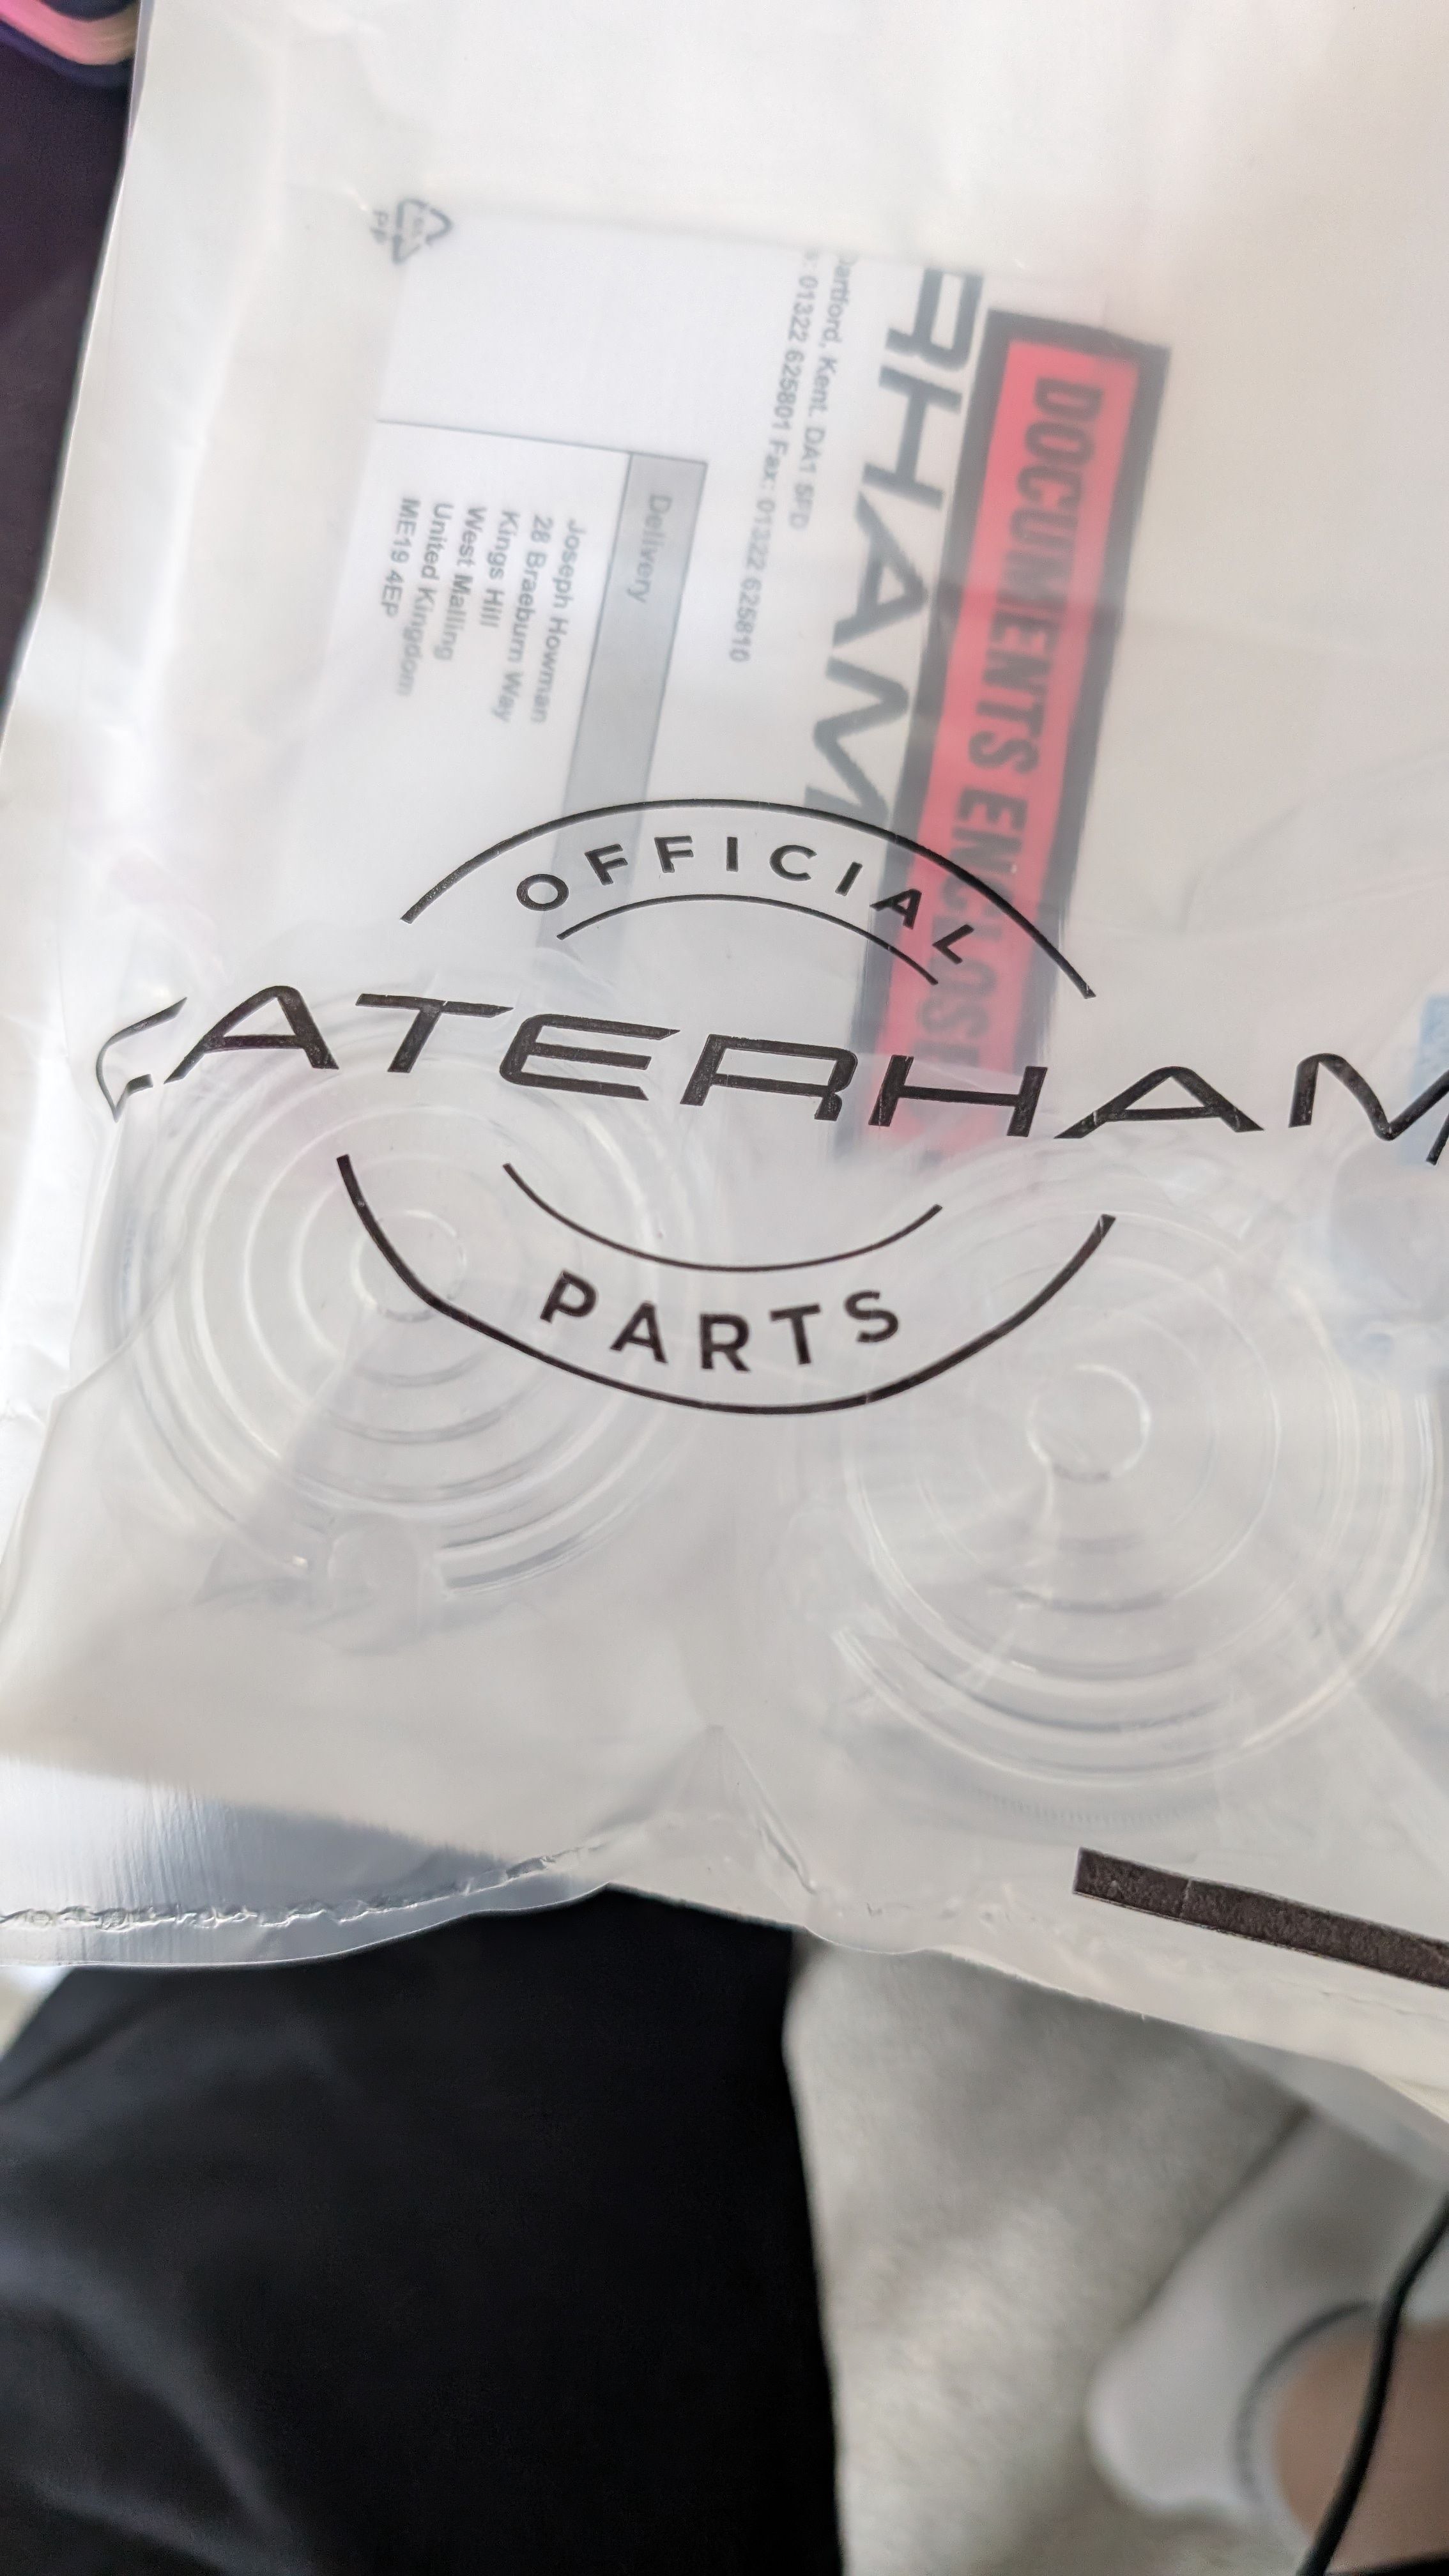 OFFICIAL
CATERHAM
PARTS
DOCUMENTS ENCLOSED
RHAM
Dartford, Kent. DA1 5FD
: 01322 625801 Fax: 01322 625810
Delivery
Joseph Howman
28 Braeburn Way
Kings Hill
West Malling
United Kingdom
ME19 4EP